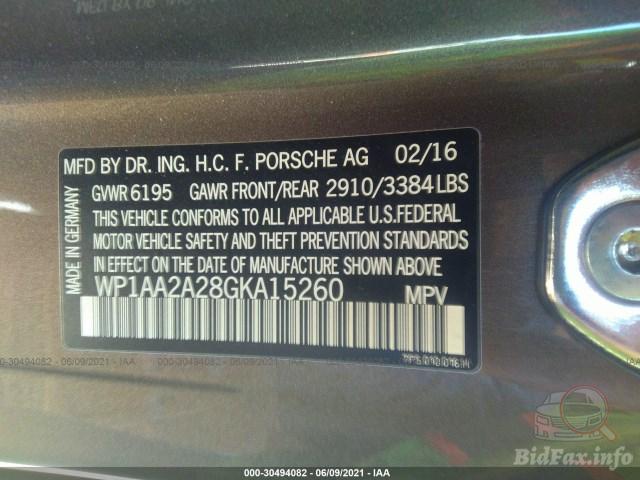 MFD BY DR. ING. H.C. F. PORSCHE AG 02/16
GVWR 6195 GAWR FRONT/REAR 2910/3384 LBS
THIS VEHICLE CONFORMS TO ALL APPLICABLE U.S. FEDERAL
MOTOR VEHICLE SAFETY AND THEFT PREVENTION STANDARDS
IN EFFECT ON THE DATE OF MANUFACTURE SHOWN ABOVE.
WP1AA2A28GKA15260 MPV
MADE IN GERMANY
000-30494082 - 06/09/2021 - IAA
BidFax.info